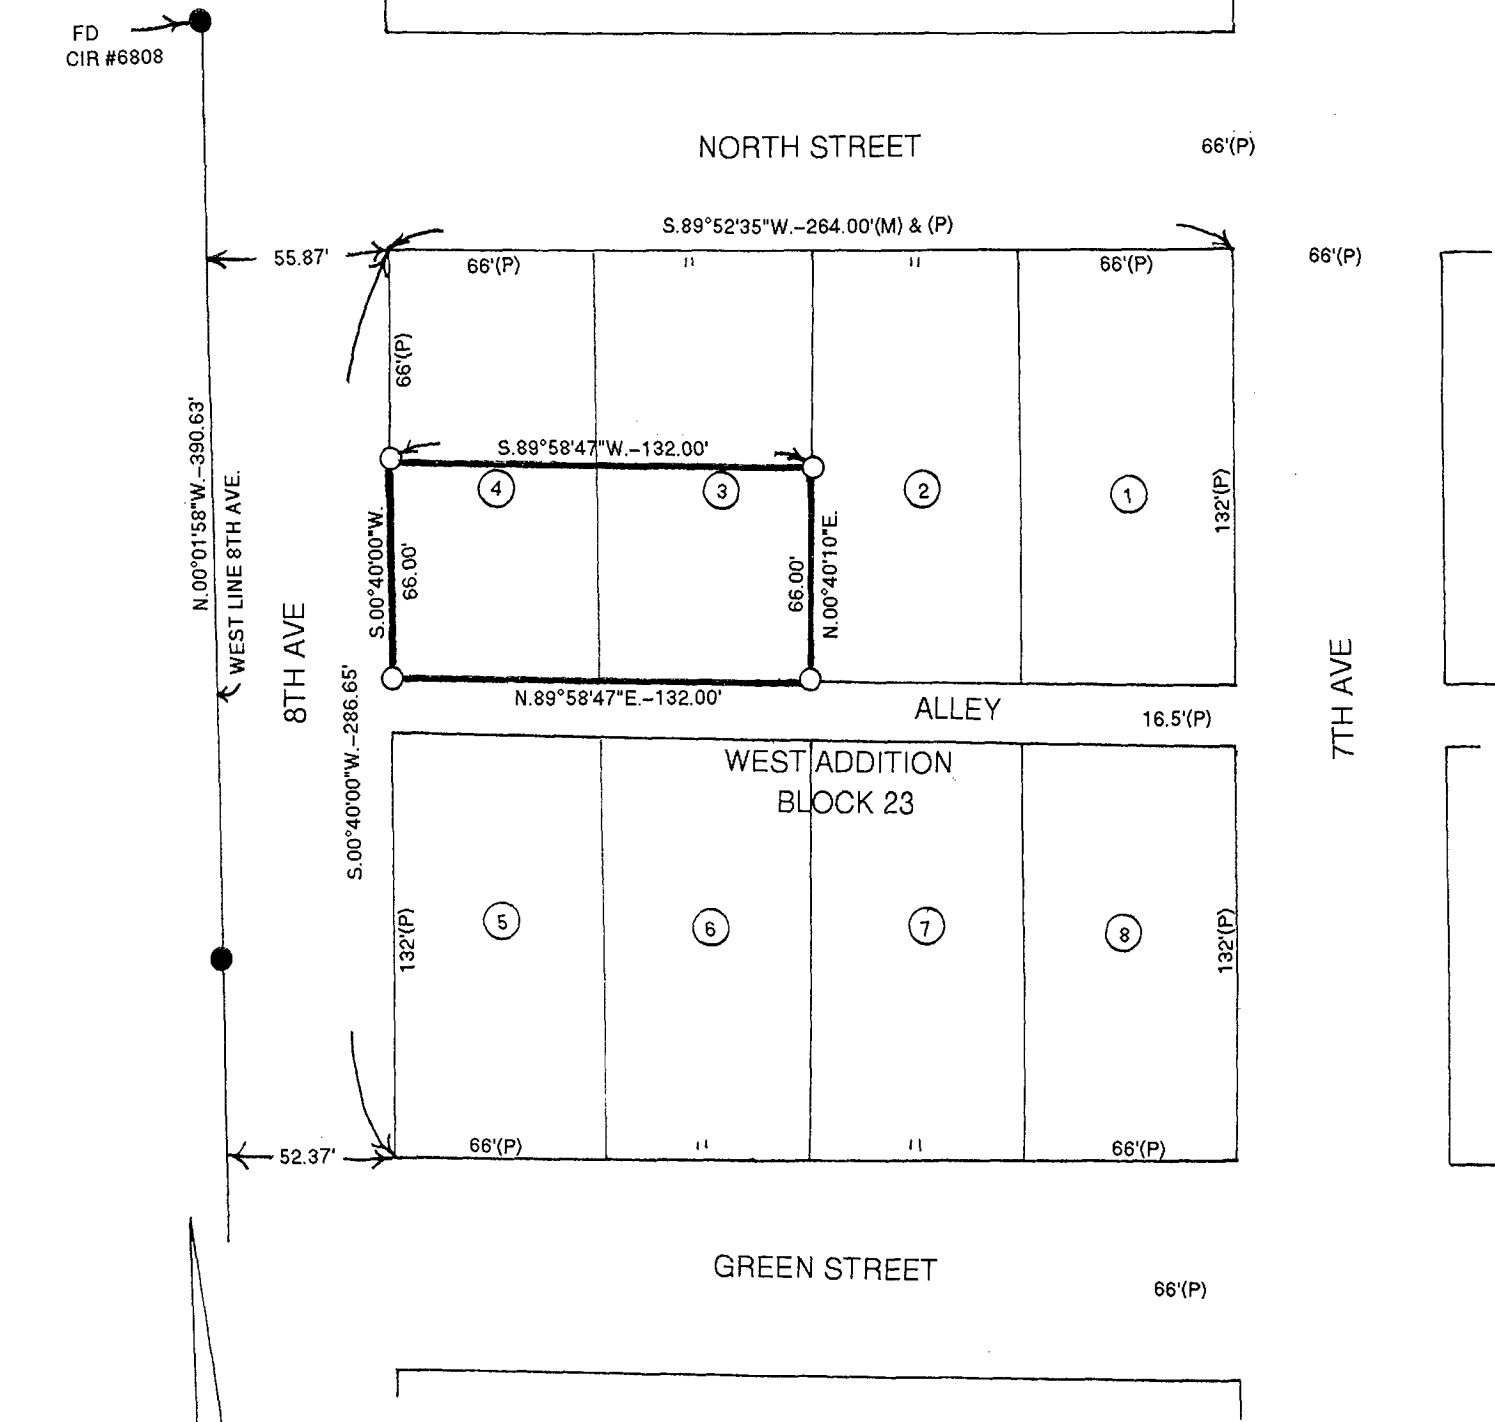 FD
CIR #6808
NORTH STREET
66'(P)
S.89°52'35"W.-264.00'(M) & (P)
55.87'
66'(P)
"
"
66'(P)
66'(P)
66'(P)
N.00°01'58"W.-390.63'
WEST LINE 8TH AVE.
8TH AVE
S.89°58'47"W.-132.00'
4
3
2
1
132'(P)
S.00°40'00"W.
66.00'
66.00'
N.00°40'10"E.
N.89°58'47"E.-132.00'
S.00°40'00"W.-286.65'
ALLEY
16.5'(P)
7TH AVE
WEST ADDITION
BLOCK 23
5
6
7
8
132'(P)
132'(P)
52.37'
66'(P)
"
"
66'(P)
GREEN STREET
66'(P)